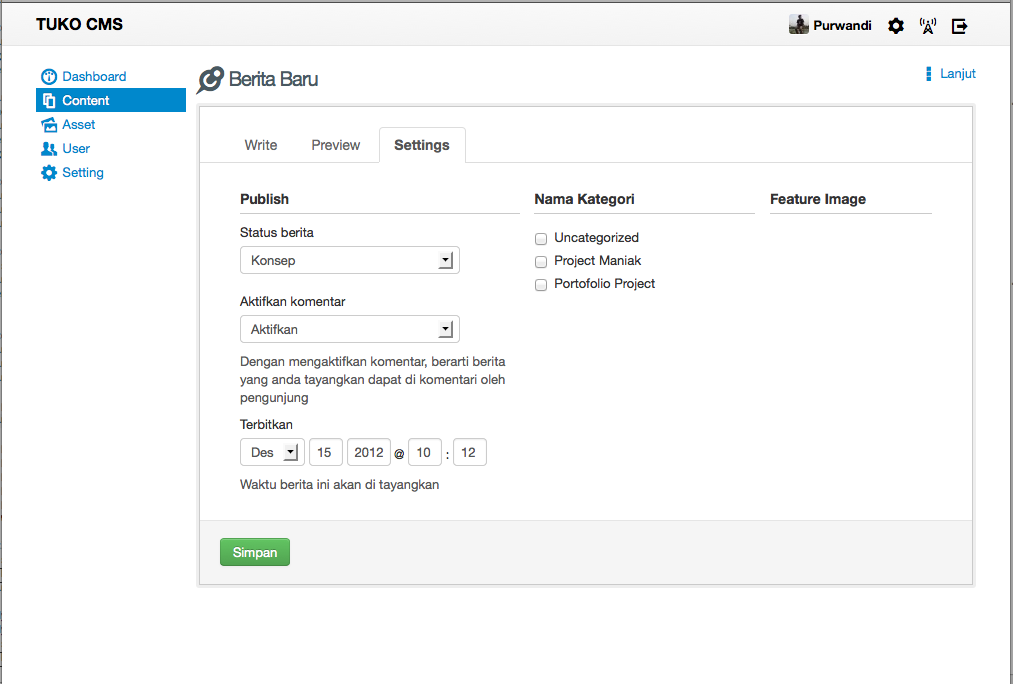 TUKO CMS
Purwandi
Dashboard
Content
Asset
User
Setting
Berita Baru
Lanjut
Write Preview Settings
Publish
Status berita
Konsep
Aktifkan komentar
Aktifkan
Dengan mengaktifkan komentar, berarti berita
yang anda tayangkan dapat di komentari oleh
pengunjung
Terbitkan
Des 15 2012 @ 10 : 12
Waktu berita ini akan di tayangkan
Nama Kategori
Uncategorized
Project Maniak
Portofolio Project
Feature Image
Simpan